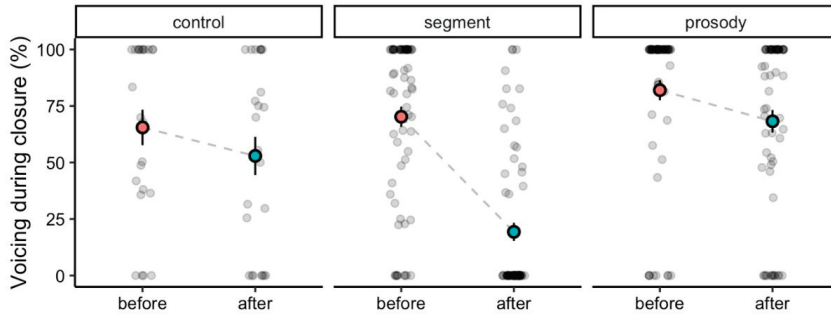 control segment prosody
Voicing during closure (%)
100
75
50
25
0
before after before after before after